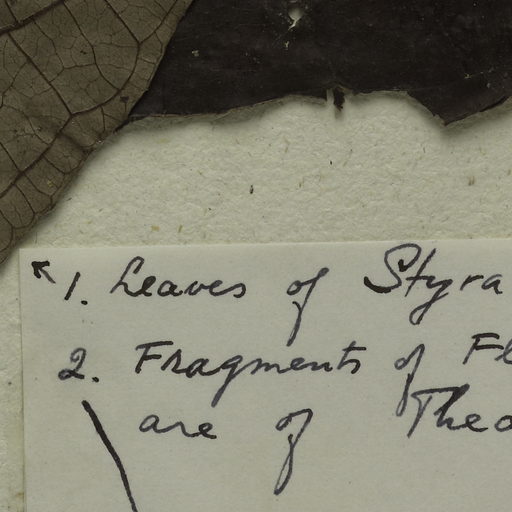 1. Leaves of Styra
2. Fragments of Fl
are of Theo